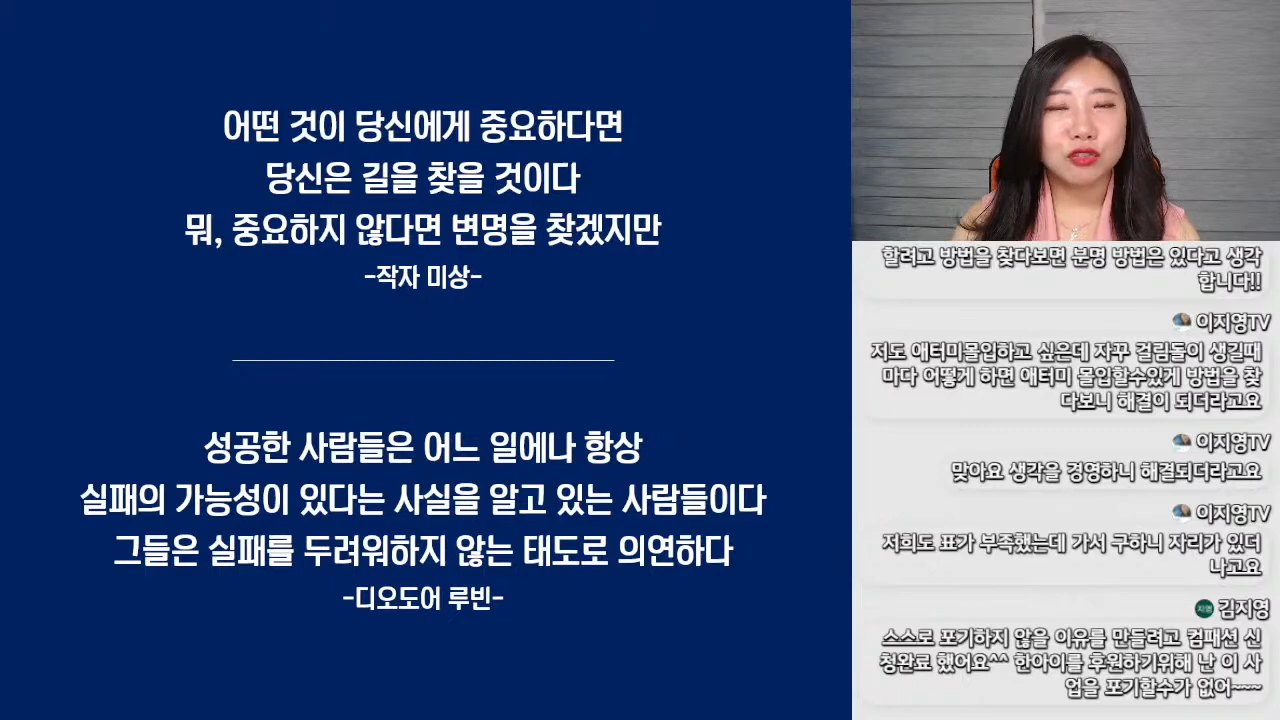 어떤 것이 당신에게 중요하다면
당신은 길을 찾을 것이다
뭐, 중요하지 않다면 변명을 찾겠지만
-작자 미상-
성공한 사람들은 어느 일에나 항상
실패의 가능성이 있다는 사실을 알고 있는 사람들이다
그들은 실패를 두려워하지 않는 태도로 의연하다
-디오도어 루빈-
할려고 방법을 찾다보면 분명 방법은 있다고 생각
합니다!!
이지영TV
저도 애터미몰입하고 싶은데 자꾸 걸림돌이 생길때
마다 어떻게 하면 애터미 몰입할수있게 방법을 찾
다보니 해결이 되더라고요
이지영TV
맞아요 생각을 경영하니 해결되더라고요
이지영TV
저희도 표가 부족했는데 가서 구하니 자리가 있더
라고요
지영 김지영
스스로 포기하지 않을 이유를 만들려고 컴패션 신
청완료 했어요^^ 한아이를 후원하기위해 난 이 사
업을 포기할수가 없어~~~